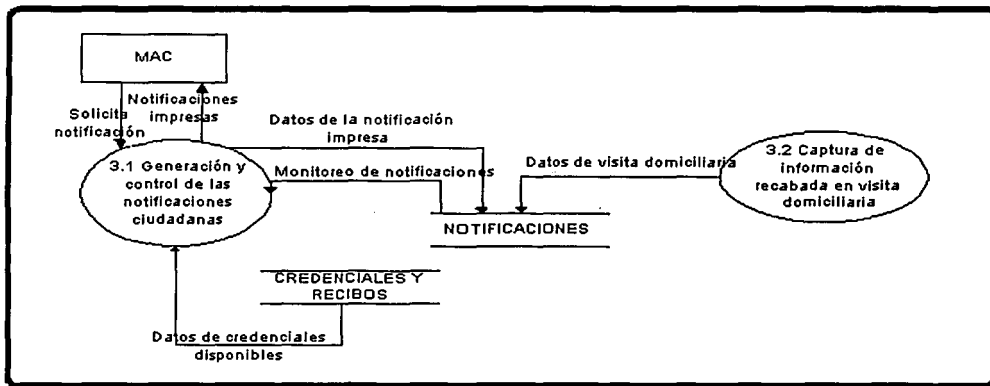 MAC
Solicita
notificación
Notificaciones
impresas
Datos de la notificación
impresa
3.1 Generación y
control de las
notificaciones
ciudadanas
Monitoreo de notificaciones
Datos de visita domiciliaria
3.2 Captura de
información
recabada en visita
domiciliaria
NOTIFICACIONES
CREDENCIALES Y
RECIBOS
Datos de credenciales
disponibles